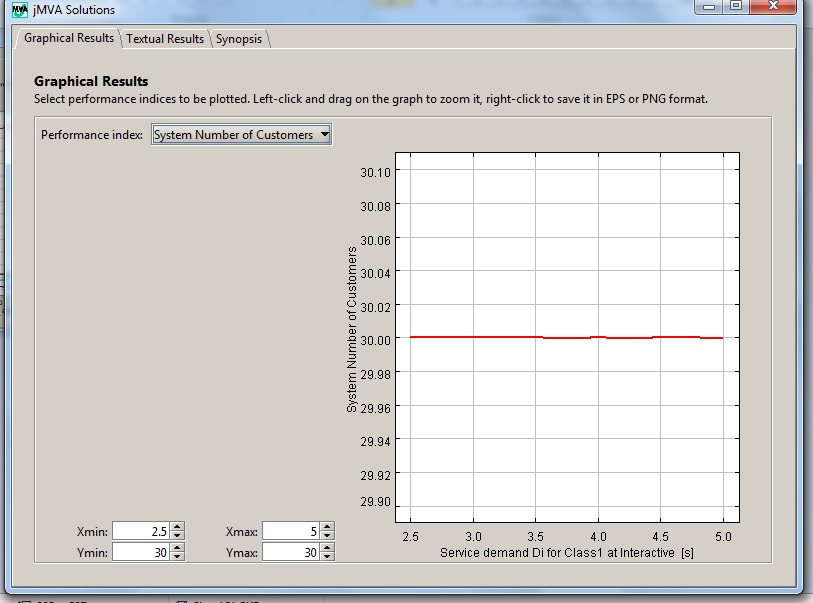 jMVA Solutions
Graphical Results Textual Results Synopsis
Graphical Results
Select performance indices to be plotted. Left-click and drag on the graph to zoom it, right-click to save it in EPS or PNG format.
Performance index: System Number of Customers
System Number of Customers
30.10
30.08
30.06
30.04
30.02
30.00
29.98
29.96
29.94
29.92
29.90
2.5 3.0 3.5 4.0 4.5 5.0
Service demand Di for Class1 at Interactive [s]
Xmin: 2.5 Xmax: 5
Ymin: 30 Ymax: 30